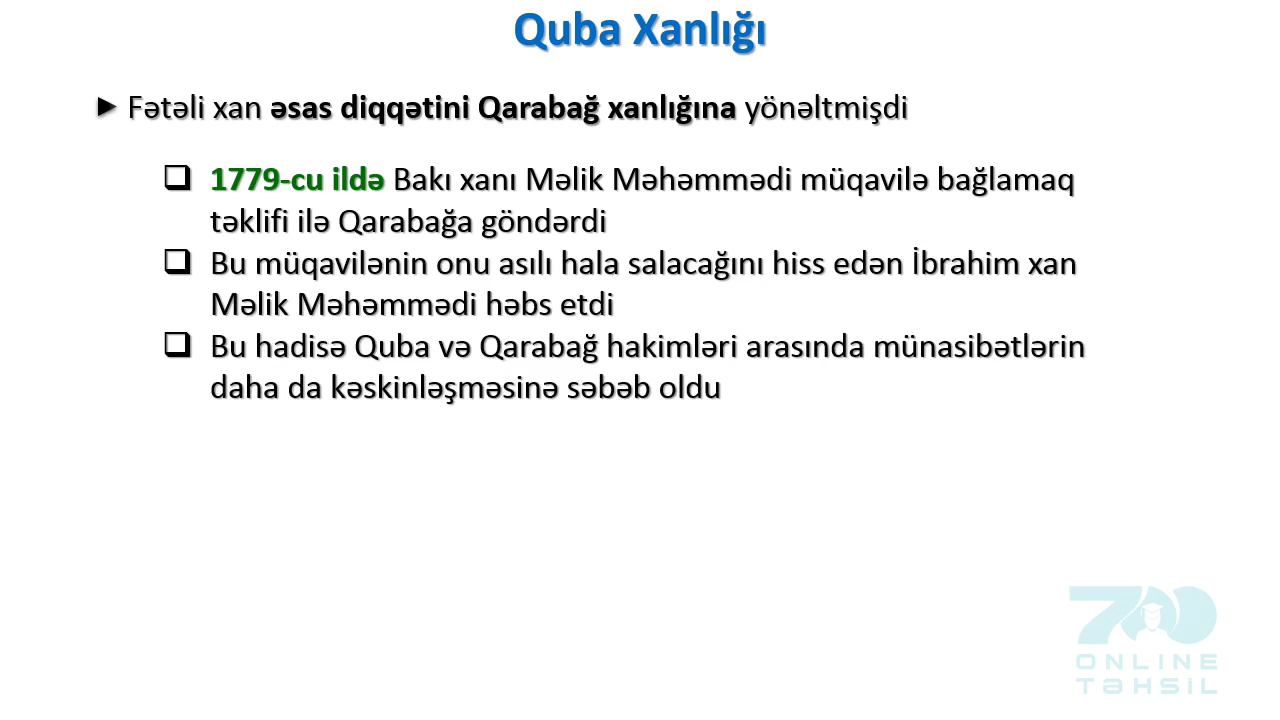 Quba Xanlığı
► Fətəli xan əsas diqqətini Qarabağ xanlığına yönəltmişdi
❑ 1779-cu ildə Bakı xanı Məlik Məhəmmədi müqavilə bağlamaq
təklifi ilə Qarabağa göndərdi
❑ Bu müqavilənin onu asılı hala salacağını hiss edən İbrahim xan
Məlik Məhəmmədi həbs etdi
❑ Bu hadisə Quba və Qarabağ hakimləri arasında münasibətlərin
daha da kəskinləşməsinə səbəb oldu
700
ONLINE
TƏHSİL